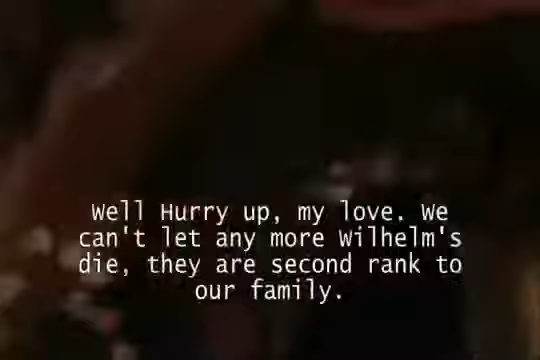 Well Hurry up, my love. We
can't let any more Wilhelm's
die, they are second rank to
our family.